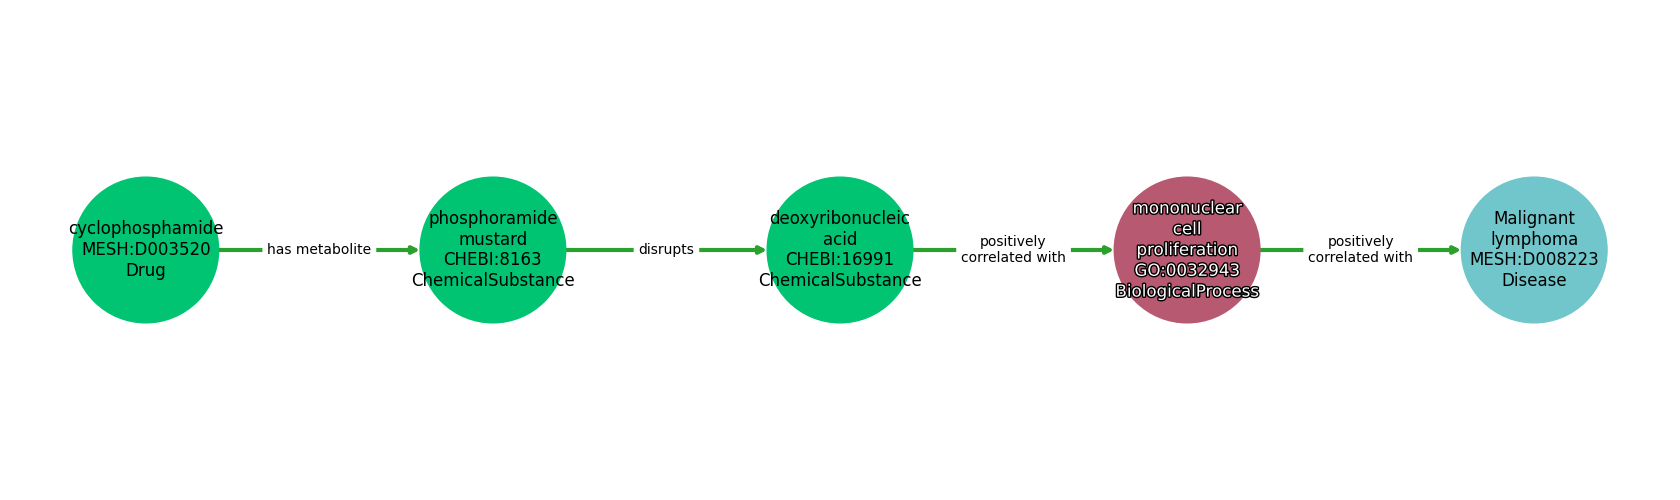 cyclophosphamide
MESH:D003520
Drug
has metabolite
phosphoramide
mustard
CHEBI:8163
ChemicalSubstance
disrupts
deoxyribonucleic
acid
CHEBI:16991
ChemicalSubstance
positively
correlated with
mononuclear
cell
proliferation
GO:0032943
BiologicalProcess
positively
correlated with
Malignant
lymphoma
MESH:D008223
Disease